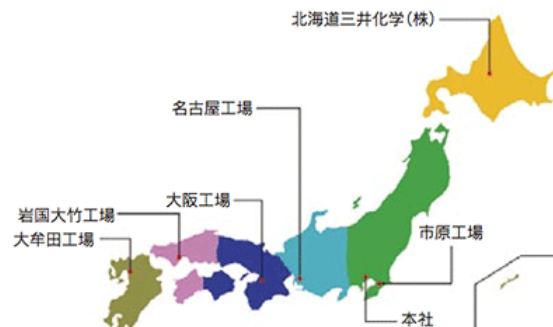 北海道三井化学(株)
名古屋工場
大阪工場
岩国大竹工場
大牟田工場
市原工場
本社